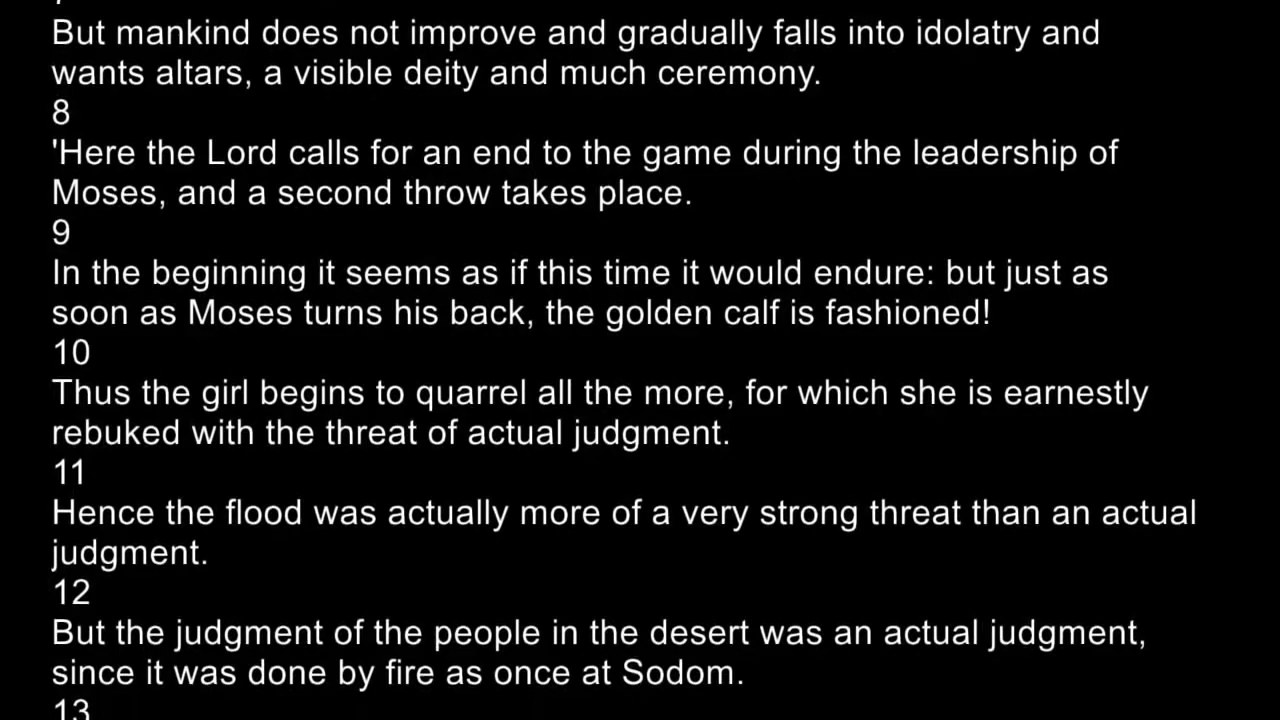 But mankind does not improve and gradually falls into idolatry and
wants altars, a visible deity and much ceremony.
8
'Here the Lord calls for an end to the game during the leadership of
Moses, and a second throw takes place.
9
In the beginning it seems as if this time it would endure: but just as
soon as Moses turns his back, the golden calf is fashioned!
10
Thus the girl begins to quarrel all the more, for which she is earnestly
rebuked with the threat of actual judgment.
11
Hence the flood was actually more of a very strong threat than an actual
judgment.
12
But the judgment of the people in the desert was an actual judgment,
since it was done by fire as once at Sodom.
13